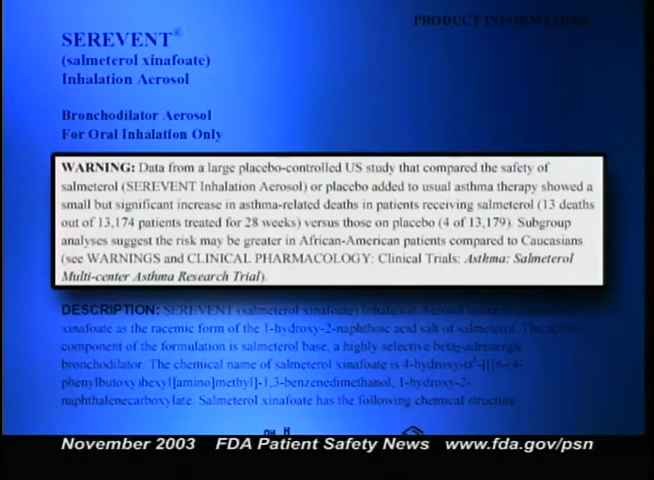 PRODUCT INFORMATION
SEREVENT®
(salmeterol xinafoate)
Inhalation Aerosol
Bronchodilator Aerosol
For Oral Inhalation Only
WARNING: Data from a large placebo-controlled US study that compared the safety of
salmeterol (SEREVENT Inhalation Aerosol) or placebo added to usual asthma therapy showed a
small but significant increase in asthma-related deaths in patients receiving salmeterol (13 deaths
out of 13,174 patients treated for 28 weeks) versus those on placebo (4 of 13,179). Subgroup
analyses suggest the risk may be greater in African-American patients compared to Caucasians
(see WARNINGS and CLINICAL PHARMACOLOGY: Clinical Trials: Asthma: Salmeterol
Multi-center Asthma Research Trial).
DESCRIPTION: SEREVENT (salmeterol xinafoate) Inhalation Aerosol
xinafoate as the racemic form of the 1-hydroxy-2-naphthoic acid salt of salmeterol. The active
component of the formulation is salmeterol base, a highly selective beta2-adrenergic
bronchodilator. The chemical name of salmeterol xinafoate is
phenylbutoxy)hexyl]amino]methyl]-1,3-benzenedimethanol, 1-hydroxy-2-
naphthalenecarboxylate. Salmeterol xinafoate has the following chemical structure
OH H
November 2003 FDA Patient Safety News www.fda.gov/psn